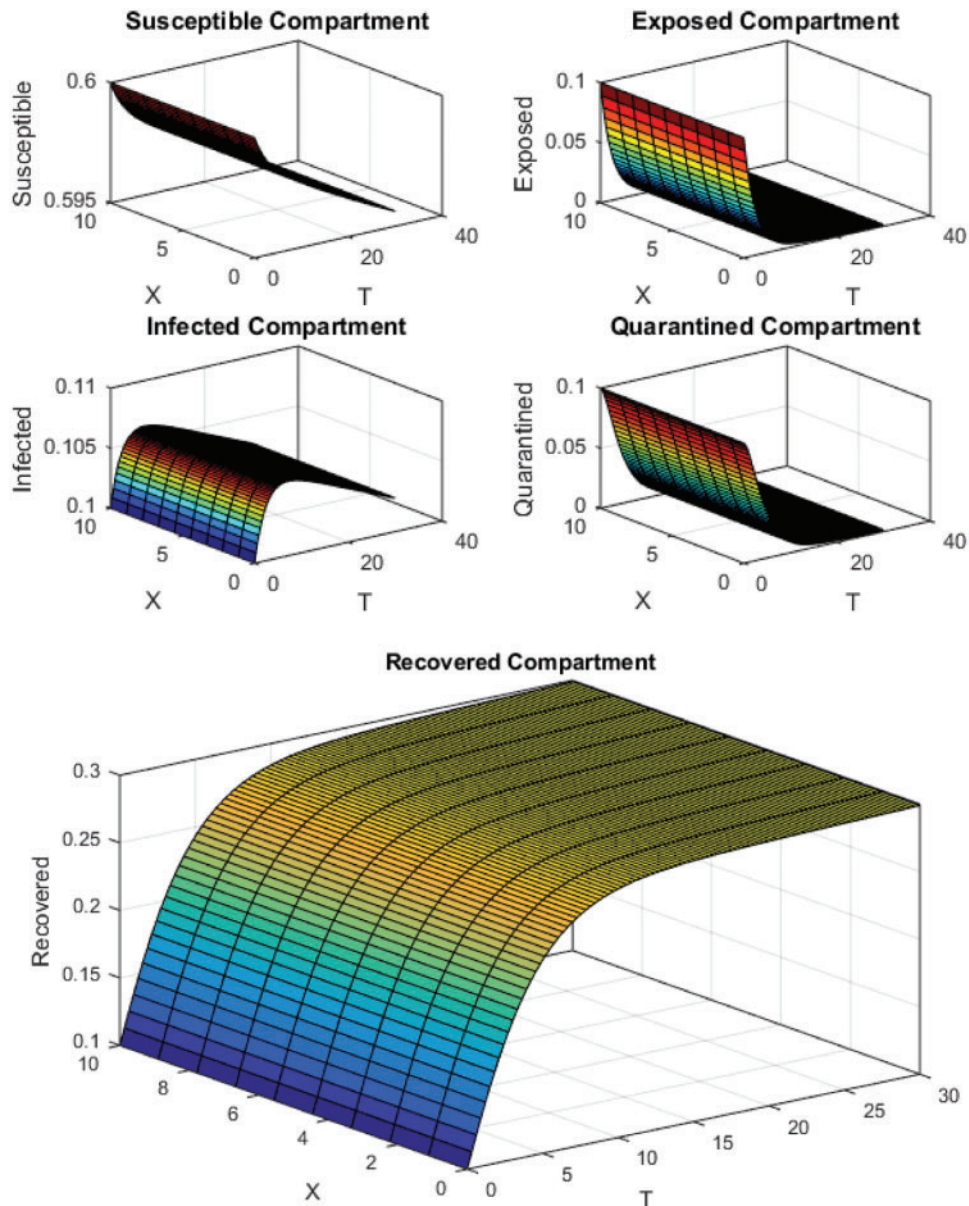 Susceptible Compartment
Susceptible
0.6
0.595
10
5
0
X
0
20
40
T
Exposed Compartment
Exposed
0.1
0.05
0
10
5
0
X
0
20
40
T
Infected Compartment
Infected
0.11
0.105
0.1
10
5
0
X
0
20
40
T
Quarantined Compartment
Quarantined
0.1
0.05
0
10
5
0
X
0
20
40
T
Recovered Compartment
Recovered
0.3
0.25
0.2
0.15
0.1
10
8
6
4
2
0
X
0
5
10
15
20
25
30
T